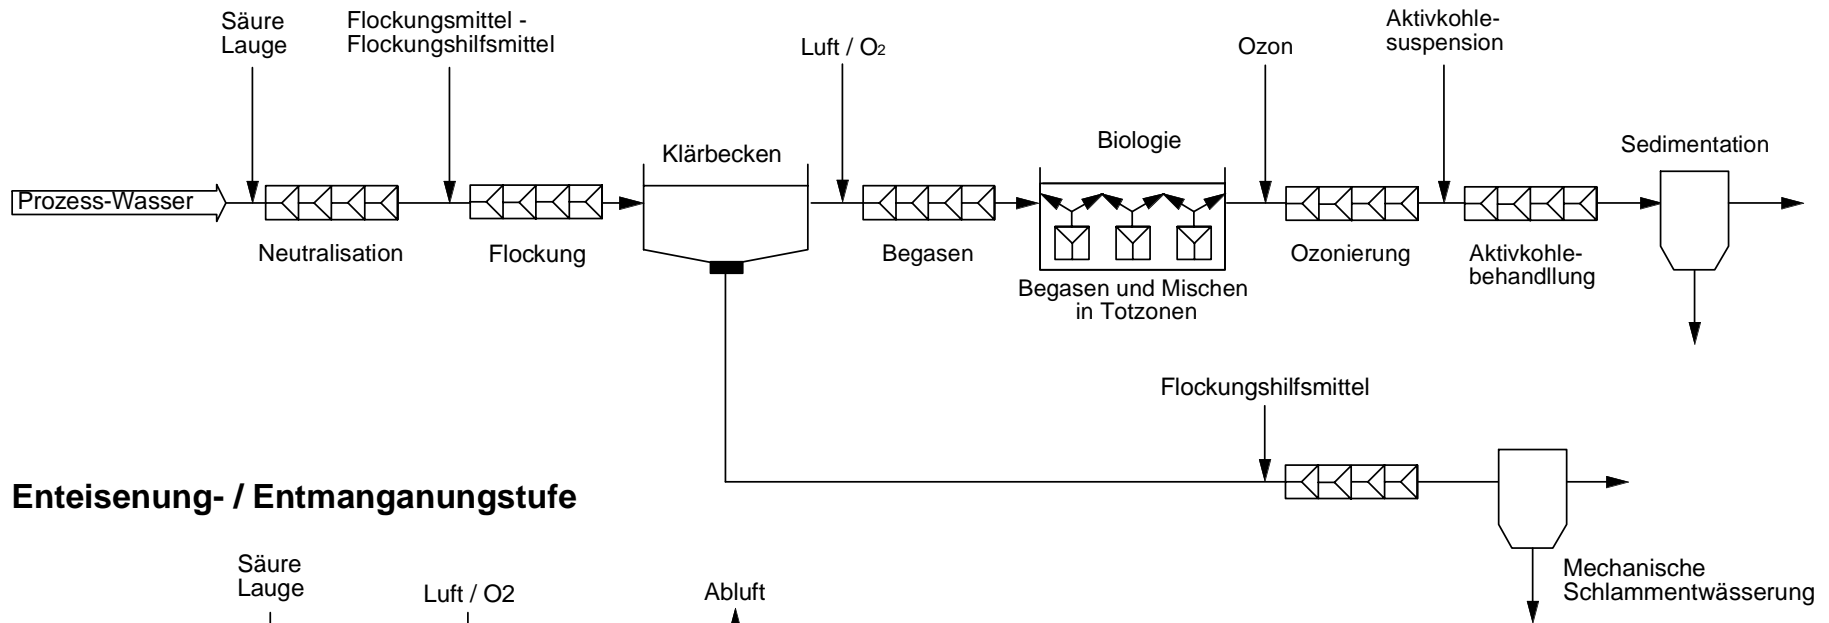 Säure
Lauge
Flockungsmittel -
Flockungshilfsmittel
Luft / O2
Ozon
Aktivkohle-
suspension
Klärbecken
Biologie
Sedimentation
Prozess-Wasser
Neutralisation
Flockung
Begasen
Begasen und Mischen
in Totzonen
Ozonierung
Aktivkohle-
behandllung
Flockungshilfsmittel
Enteisenung- / Entmanganungstufe
Mechanische
Schlammentwässerung
Säure
Lauge
Luft / O2
Abluft